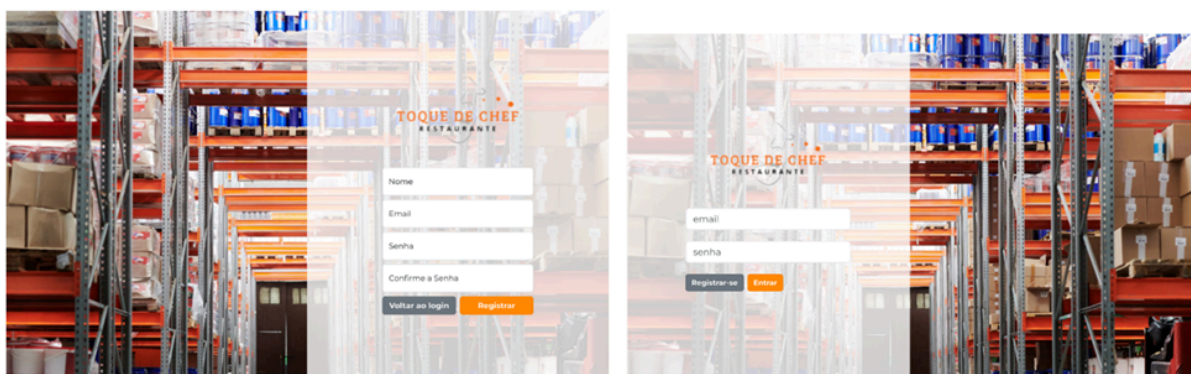 TOQUE DE CHEF
RESTAURANTE
Nome
Email
Senha
Confirme a Senha
Voltar ao login
Registrar
TOQUE DE CHEF
RESTAURANTE
email
senha
Registrar-se
Entrar